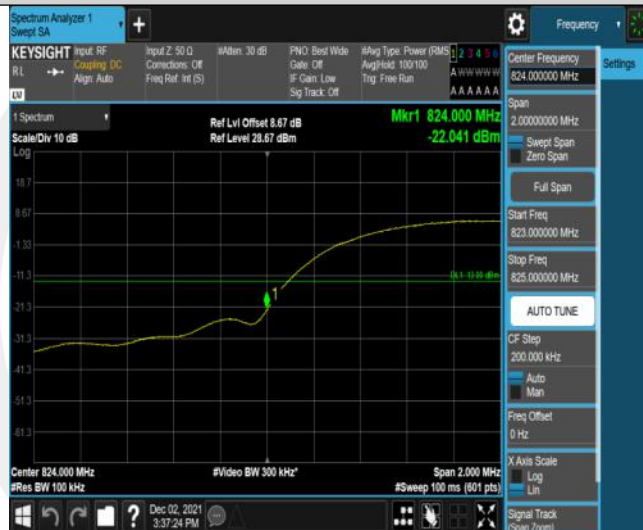 Spectrum Analyzer 1
Swept SA
Frequency
KEYSIGHT
RL
Input: RF
Coupling: DC
Align: Auto
Input Z: 50 Ω
Corrections: Off
Freq Ref: Int (S)
#Atten: 30 dB
PNO: Best Wide
Gate: Off
IF Gain: Low
Sig Track: Off
#Avg Type: Power (RMS
Avg|Hold: 100/100
Trig: Free Run
1 2 3 4 5 6
A W W W W W
A A A A A A
1 Spectrum
Scale/Div 10 dB
Log
Ref Lvl Offset 8.67 dB
Ref Level 28.67 dBm
Mkr1 824.000 MHz
-22.041 dBm
18.7
8.67
-1.33
-11.3
-21.3
-31.3
-41.3
-51.3
-61.3
DL1 -13.00 dBm
1
Center 824.000 MHz
#Res BW 100 kHz
#Video BW 300 kHz*
Span 2.000 MHz
#Sweep 100 ms (601 pts)
Dec 02, 2021
3:37:24 PM
Center Frequency
824.000000 MHz
Settings
Span
2.00000000 MHz
Swept Span
Zero Span
Full Span
Start Freq
823.000000 MHz
Stop Freq
825.000000 MHz
AUTO TUNE
CF Step
200.000 kHz
Auto
Man
Freq Offset
0 Hz
X Axis Scale
Log
Lin
Signal Track
(Span Zoom)